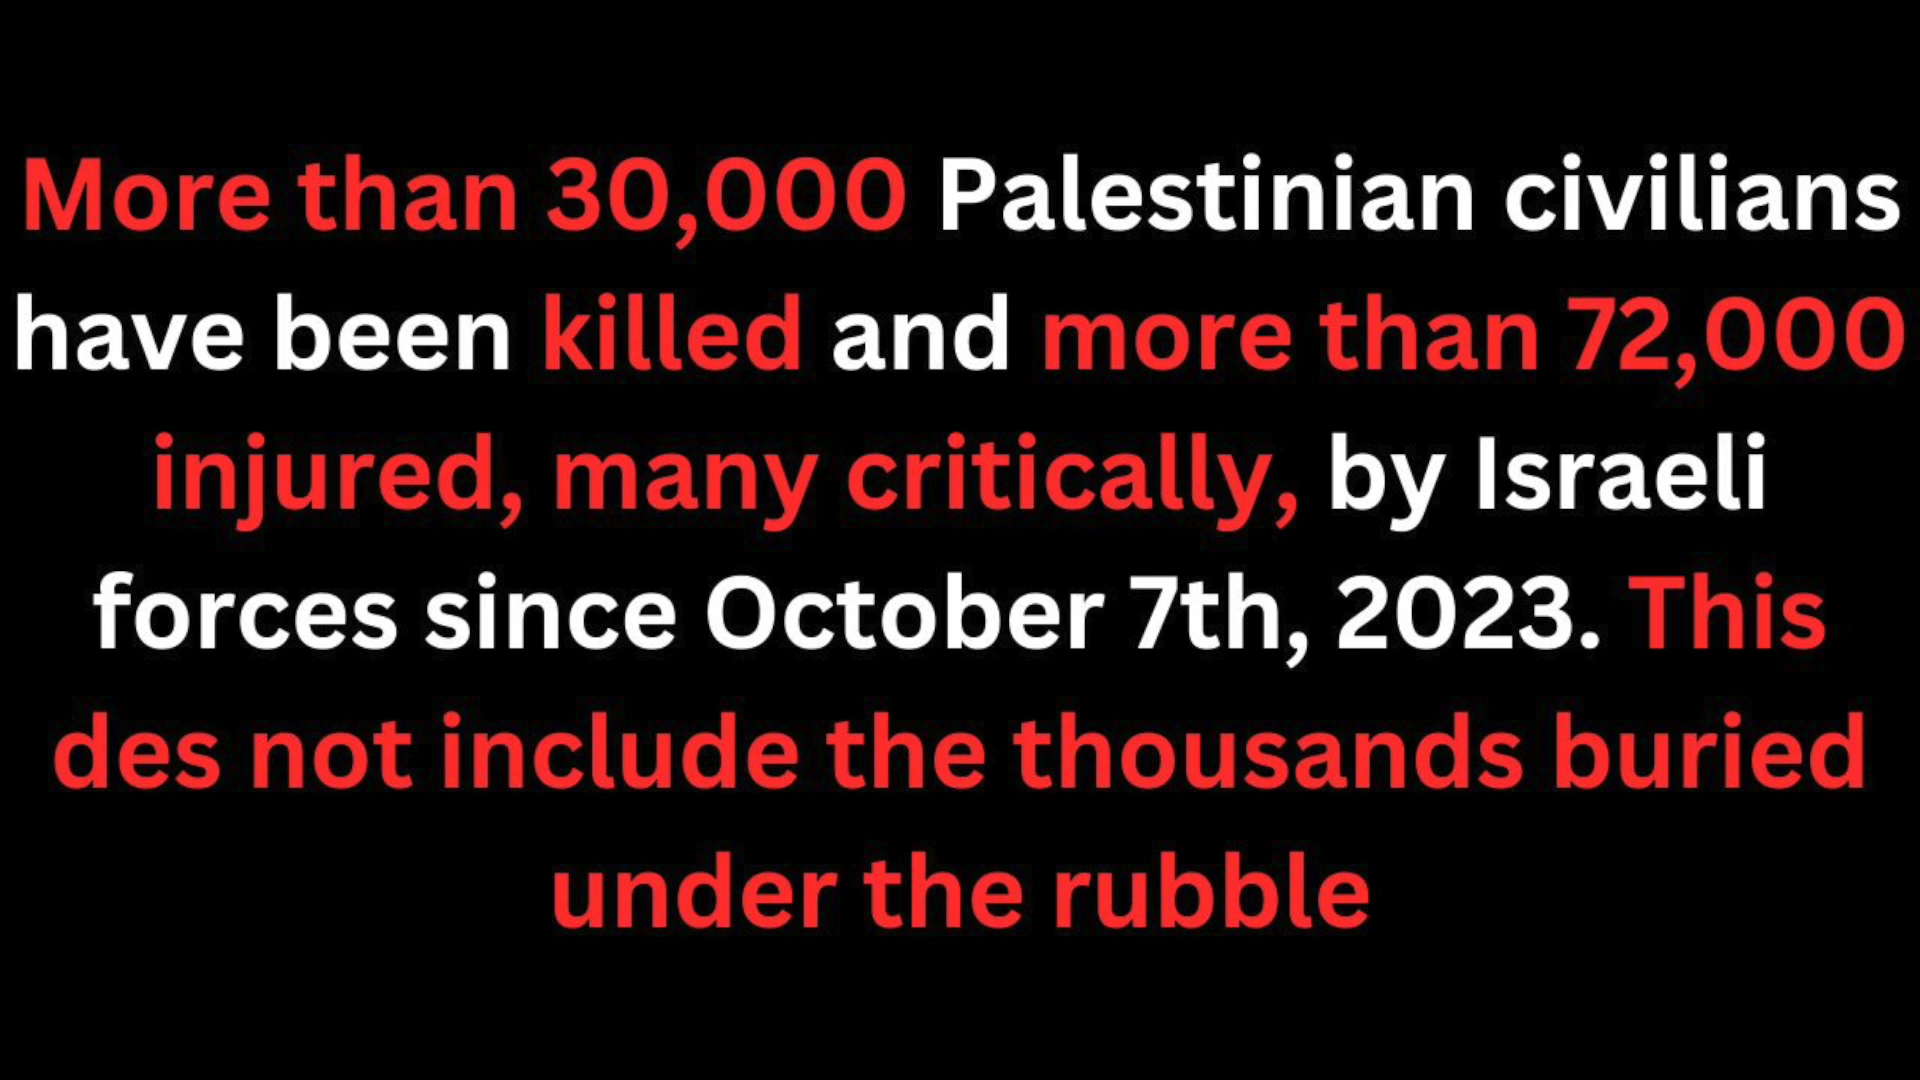 More than 30,000 Palestinian civilians
have been killed and more than 72,000
injured, many critically, by Israeli
forces since October 7th, 2023. This
des not include the thousands buried
under the rubble